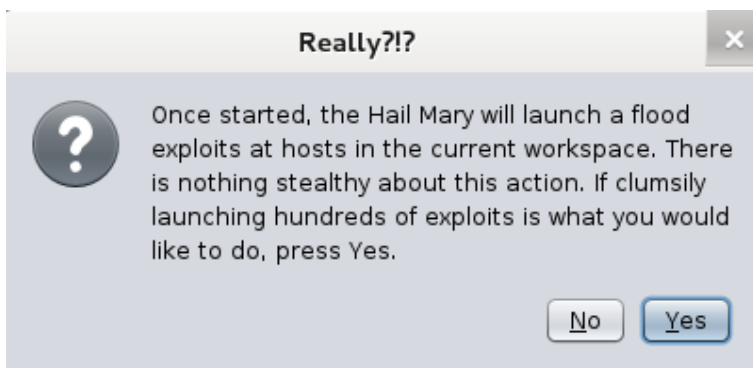 Really?!?
Once started, the Hail Mary will launch a flood
exploits at hosts in the current workspace. There
is nothing stealthy about this action. If clumsily
launching hundreds of exploits is what you would
like to do, press Yes.
No Yes